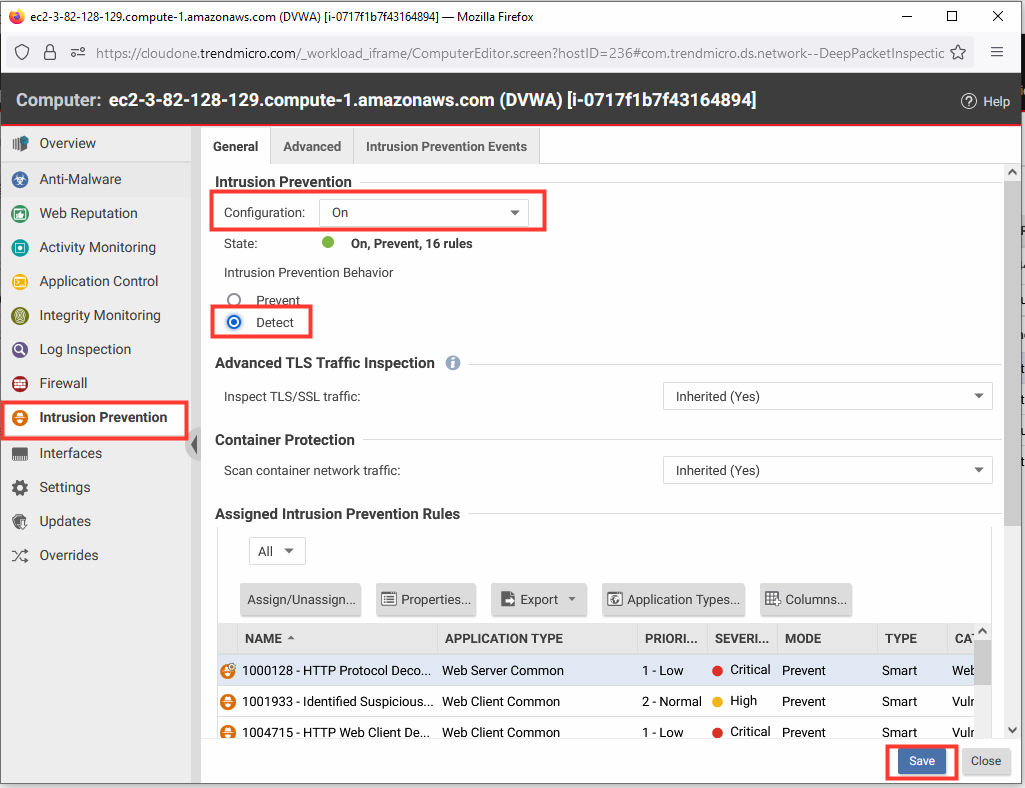 ec2-3-82-128-129.compute-1.amazonaws.com (DVWA) [i-0717f1b7f43164894] — Mozilla Firefox
https://cloudone.trendmicro.com/_workload_iframe/ComputerEditor.screen?hostID=236#com.trendmicro.ds.network--DeepPacketInspectic
Computer: ec2-3-82-128-129.compute-1.amazonaws.com (DVWA) [i-0717f1b7f43164894]
Help
Overview
Anti-Malware
Web Reputation
Activity Monitoring
Application Control
Integrity Monitoring
Log Inspection
Firewall
Intrusion Prevention
Interfaces
Settings
Updates
Overrides
General Advanced Intrusion Prevention Events
Intrusion Prevention
Configuration: On
State: On, Prevent, 16 rules
Intrusion Prevention Behavior
Prevent
Detect
Advanced TLS Traffic Inspection
Inspect TLS/SSL traffic: Inherited (Yes)
Container Protection
Scan container network traffic: Inherited (Yes)
Assigned Intrusion Prevention Rules
All
Assign/Unassign... Properties... Export Application Types... Columns...
NAME APPLICATION TYPE PRIORI... SEVERI... MODE TYPE CAT
1000128 - HTTP Protocol Deco... Web Server Common 1 - Low Critical Prevent Smart Web
1001933 - Identified Suspicious... Web Client Common 2 - Normal High Prevent Smart Vuln
1004715 - HTTP Web Client De... Web Client Common 1 - Low Critical Prevent Smart Vuln
Save Close